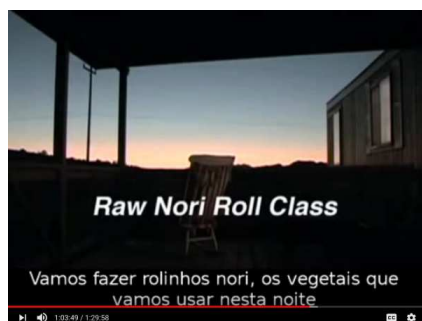 Raw Nori Roll Class
Vamos fazer rolinhos nori, os vegetais que
vamos usar nesta noite
1:03:49 / 1:29:58
CC